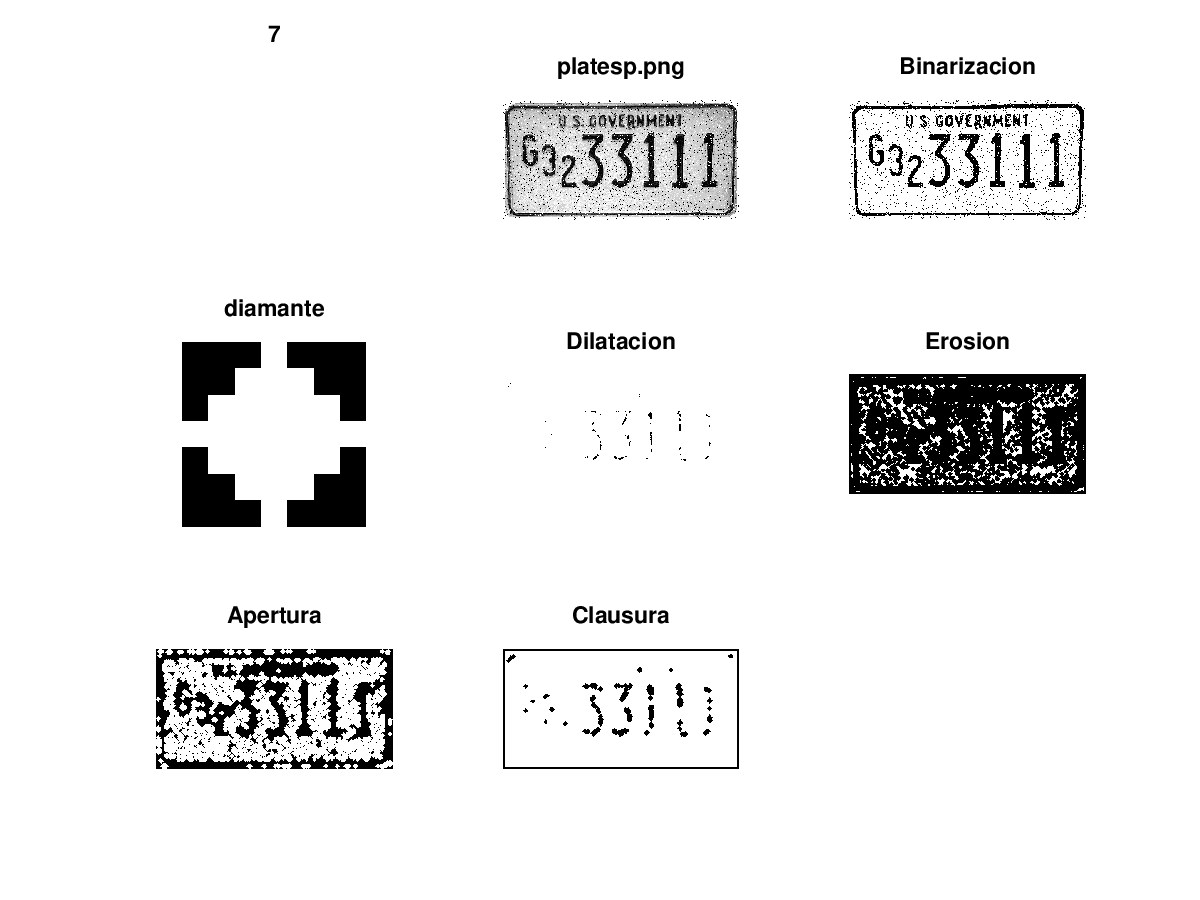 7
platesp.png
Binarizacion
U S GOVERNMENT
G3233111
U S GOVERNMENT
G3233111
diamante
Dilatacion
Erosion
Apertura
Clausura